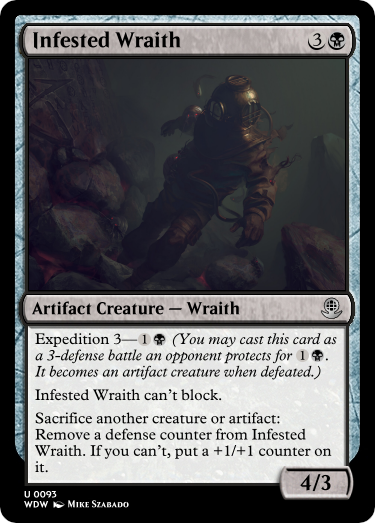 Infested Wraith
3
Artifact Creature — Wraith
Expedition 3—1 (You may cast this card as
a 3-defense battle an opponent protects for 1.
It becomes an artifact creature when defeated.)
Infested Wraith can't block.
Sacrifice another creature or artifact:
Remove a defense counter from Infested
Wraith. If you can't, put a +1/+1 counter on
it.
4/3
U 0093
WDW Mike Szabado